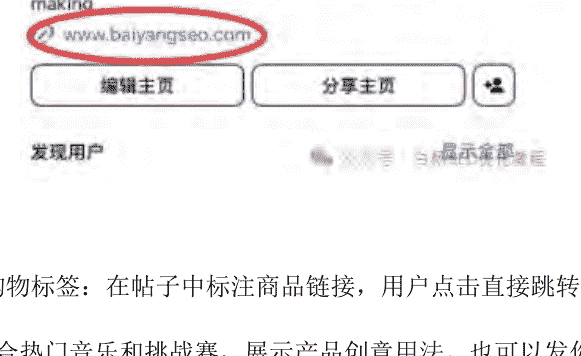 making
www.baiyangseo.com
编辑主页
分享主页
发现用户
显示全部
购物标签：在帖子中标注商品链接，用户点击直接跳转
合热门音乐和挑战赛，展示产品创意用法，也可以发